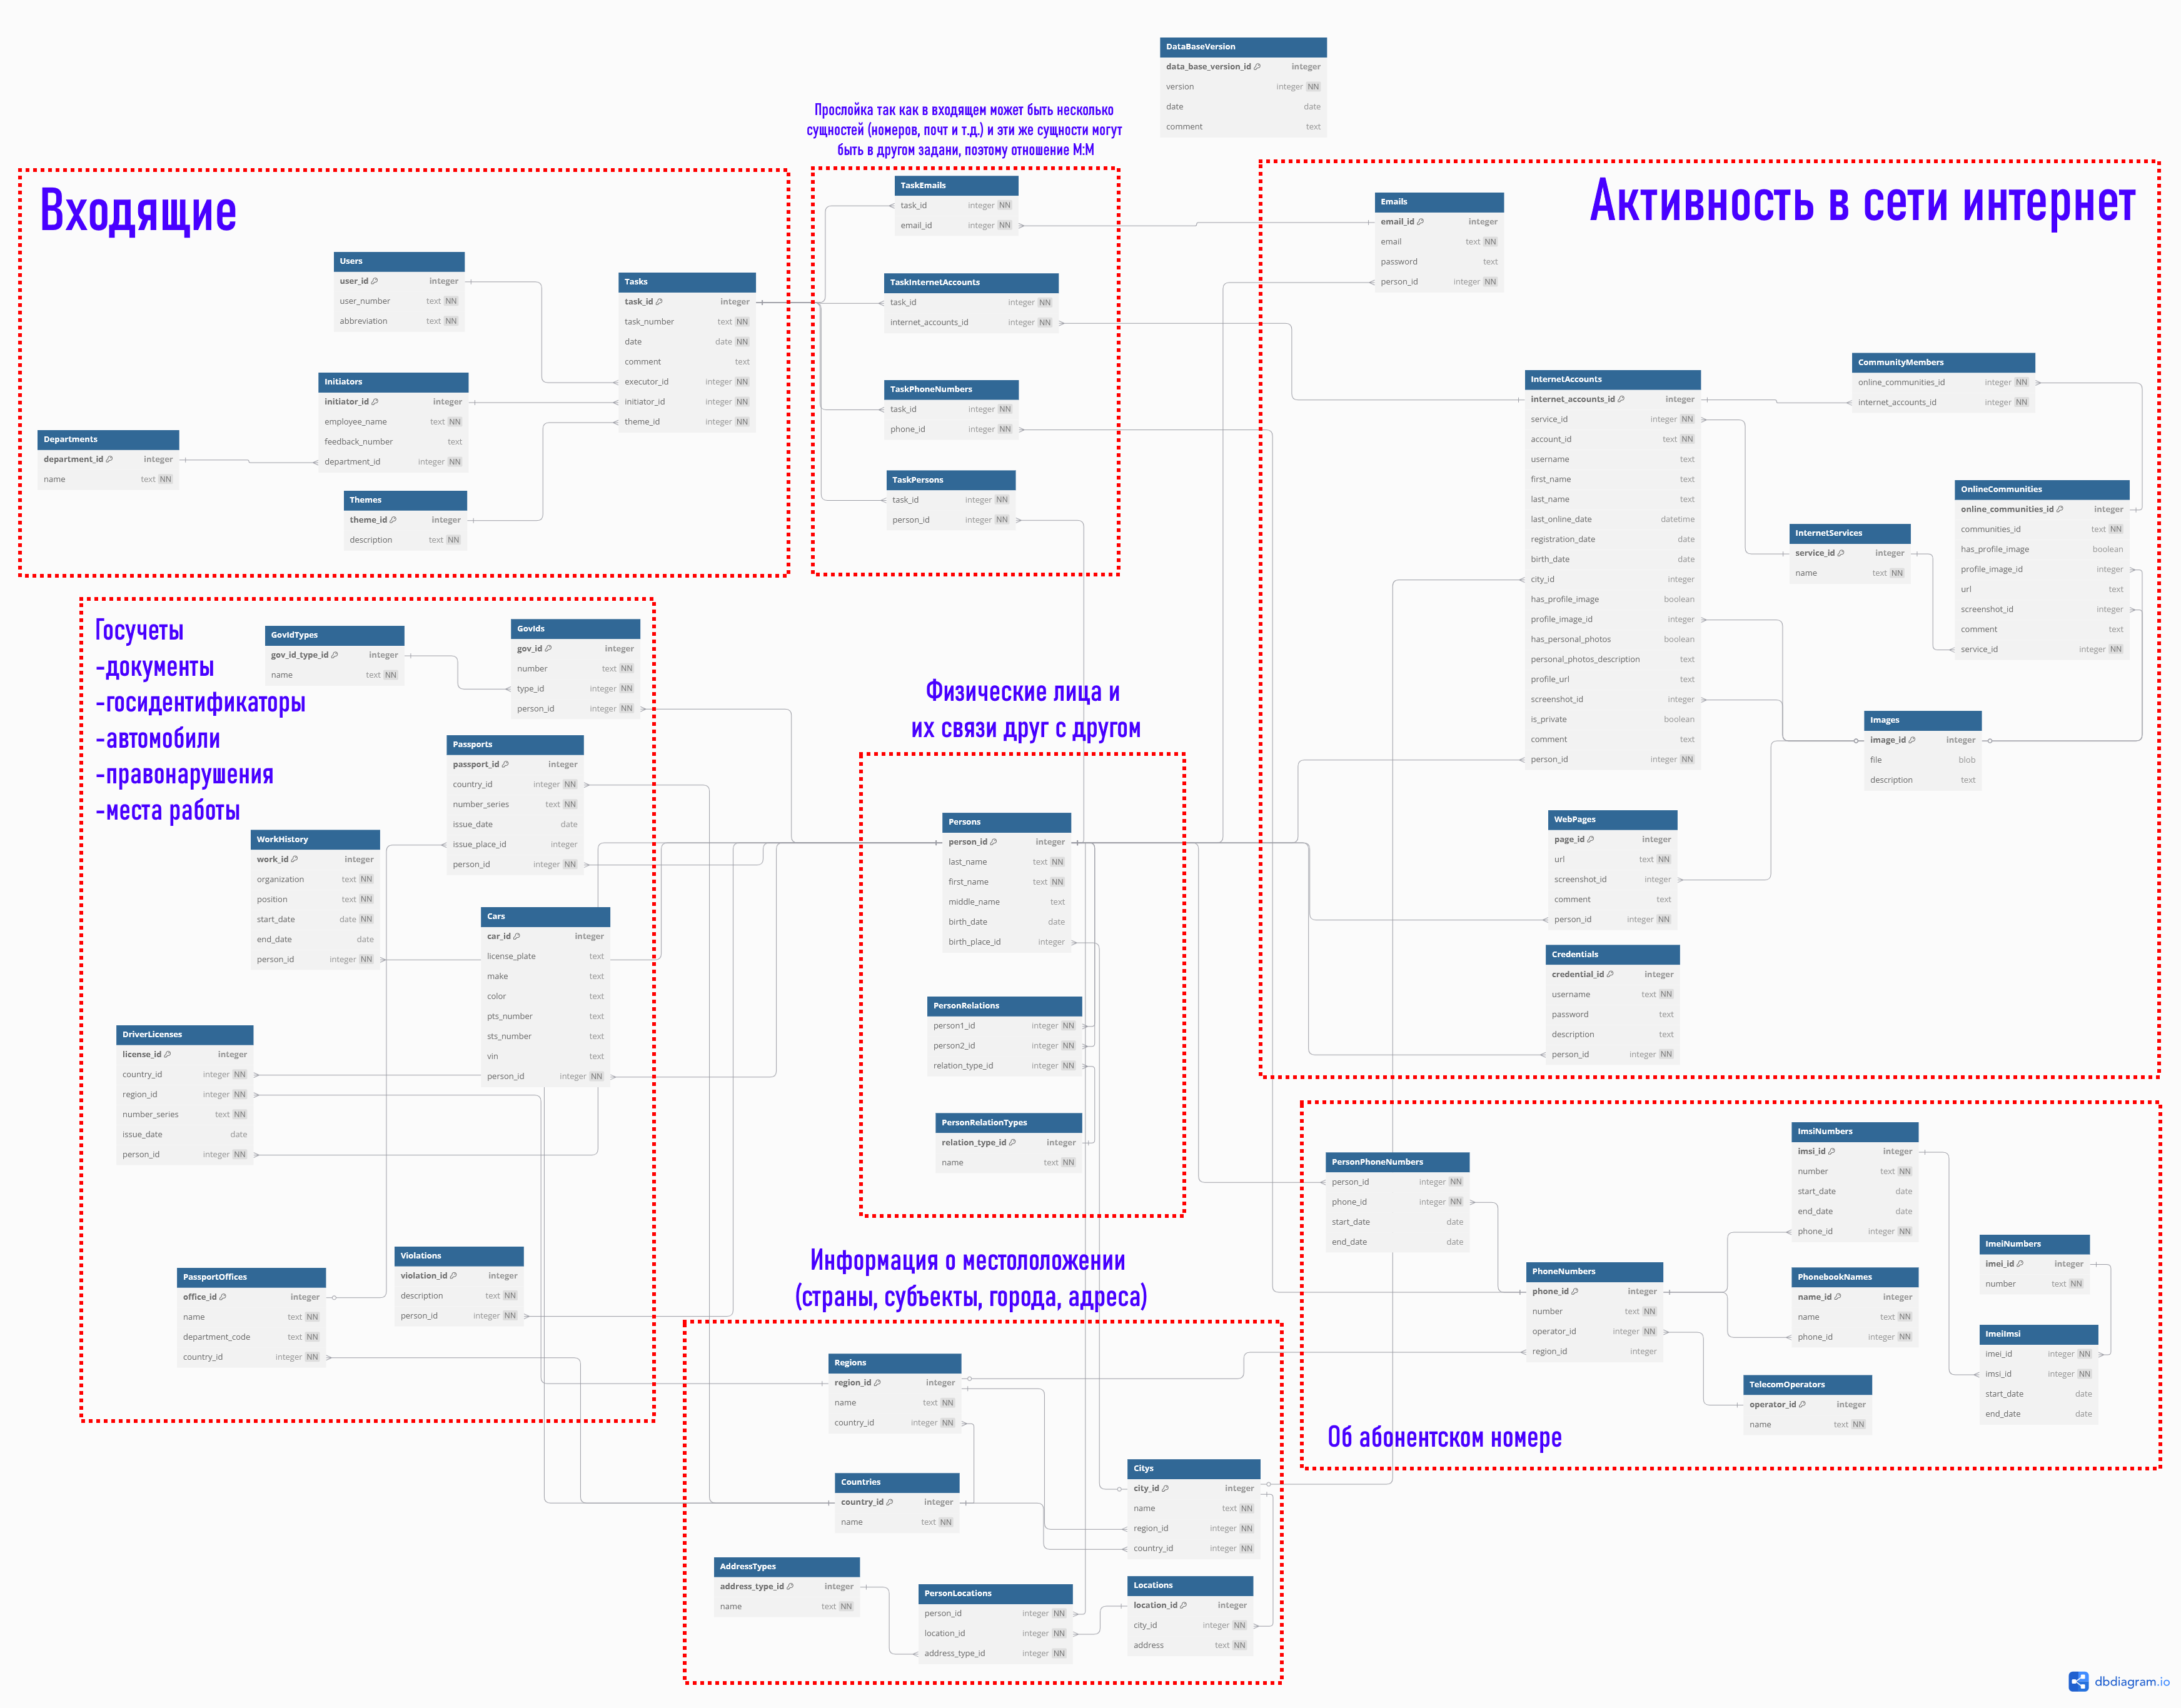 DataBaseVersion
data_base_version_id integer
version integer NN
date date
comment text
Прослойка так как в входящем может быть несколько
сущностей (номеров, почт и т.д.) и эти же сущности могут
быть в другом задани, поэтому отношение М:М
Входящие
Users
user_id integer
user_number text NN
abbreviation text NN
Initiators
initiator_id integer
employee_name text NN
feedback_number text
department_id integer NN
Departments
department_id integer
name text NN
Themes
theme_id integer
description text NN
Tasks
task_id integer
task_number text NN
date date NN
comment text
executor_id integer NN
initiator_id integer NN
theme_id integer NN
TaskEmails
task_id integer NN
email_id integer NN
TaskInternetAccounts
task_id integer NN
internet_accounts_id integer NN
TaskPhoneNumbers
task_id integer NN
phone_id integer NN
TaskPersons
task_id integer NN
person_id integer NN
Активность в сети интернет
Emails
email_id integer
email text NN
password text
person_id integer NN
InternetAccounts
internet_accounts_id integer
service_id integer NN
account_id text NN
username text
first_name text
last_name text
last_online_date datetime
registration_date date
birth_date date
city_id integer
has_profile_image boolean
profile_image_id integer
has_personal_photos boolean
personal_photos_description text
profile_url text
screenshot_id integer
is_private boolean
comment text
person_id integer NN
CommunityMembers
online_communities_id integer NN
internet_accounts_id integer NN
OnlineCommunities
online_communities_id integer
communities_id text NN
has_profile_image boolean
profile_image_id integer
url text
screenshot_id integer
comment text
service_id integer NN
InternetServices
service_id integer
name text NN
Images
image_id integer
file blob
description text
WebPages
page_id integer
url text NN
screenshot_id integer
comment text
person_id integer NN
Credentials
credential_id integer
username text NN
password text
description text
person_id integer NN
Госучеты
-документы
-госидентификаторы
-автомобили
-правонарушения
-места работы
GovIdTypes
gov_id_type_id integer
name text NN
GovIds
gov_id integer
number text NN
type_id integer NN
person_id integer NN
Passports
passport_id integer
country_id integer NN
number_series text NN
issue_date date
issue_place_id integer
person_id integer NN
WorkHistory
work_id integer
organization text NN
position text NN
start_date date NN
end_date date
person_id integer NN
Cars
car_id integer
license_plate text
make text
color text
pts_number text
sts_number text
vin text
person_id integer NN
DriverLicenses
license_id integer
country_id integer NN
region_id integer NN
number_series text NN
issue_date date
person_id integer NN
Violations
violation_id integer
description text NN
person_id integer NN
PassportOffices
office_id integer
name text NN
department_code text NN
country_id integer NN
Физические лица и
их связи друг с другом
Persons
person_id integer
last_name text NN
first_name text NN
middle_name text
birth_date date
birth_place_id integer
PersonRelations
person1_id integer NN
person2_id integer NN
relation_type_id integer NN
PersonRelationTypes
relation_type_id integer
name text NN
Информация о местоположении
(страны, субъекты, города, адреса)
Regions
region_id integer
name text NN
country_id integer NN
Countries
country_id integer
name text NN
Citys
city_id integer
name text NN
region_id integer NN
country_id integer NN
AddressTypes
address_type_id integer
name text NN
PersonLocations
person_id integer NN
location_id integer NN
address_type_id integer NN
Locations
location_id integer
city_id integer NN
address text NN
PersonPhoneNumbers
person_id integer NN
phone_id integer NN
start_date date
end_date date
PhoneNumbers
phone_id integer
number text NN
operator_id integer NN
region_id integer
ImsiNumbers
imsi_id integer
number text NN
start_date date
end_date date
phone_id integer NN
PhonebookNames
name_id integer
name text NN
phone_id integer NN
ImeiNumbers
imei_id integer
number text NN
ImeiImsi
imei_id integer NN
imsi_id integer NN
start_date date
end_date date
TelecomOperators
operator_id integer
name text NN
Об абонентском номере
dbdiagram.io